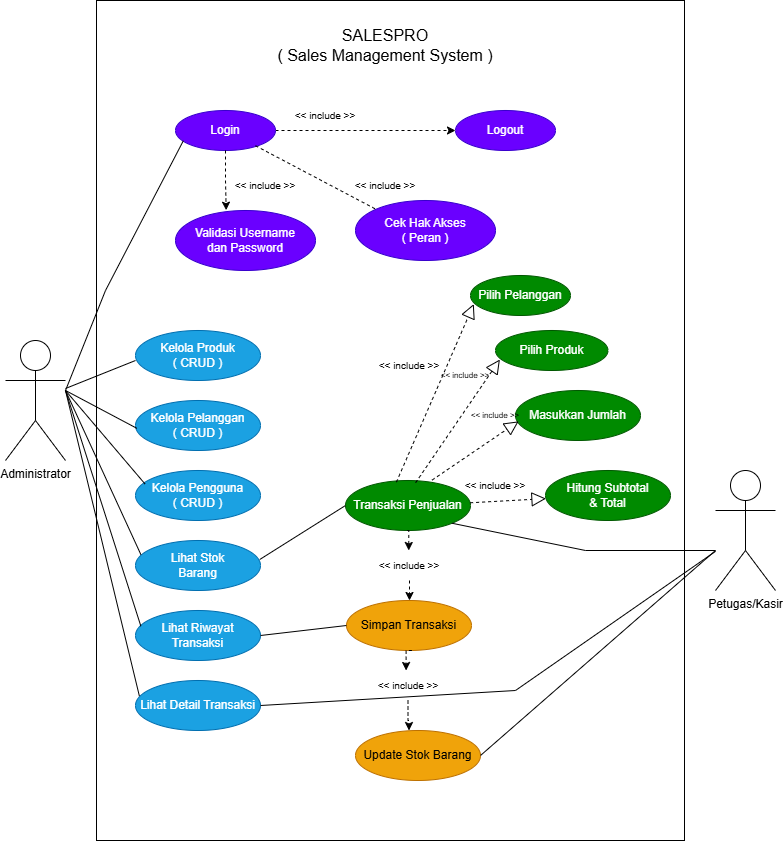 SALESPRO
( Sales Management System )
<< include >>
Login
Logout
<< include >>
<< include >>
Validasi Username
dan Password
Cek Hak Akses
( Peran )
Pilih Pelanggan
Kelola Produk
( CRUD )
Pilih Produk
<< include >>
<< include >>
Kelola Pelanggan
( CRUD )
<< include >>
Masukkan Jumlah
Administrator
Kelola Pengguna
( CRUD )
Transaksi Penjualan
<< include >>
Hitung Subtotal
& Total
Lihat Stok
Barang
<< include >>
Petugas/Kasir
Lihat Riwayat
Transaksi
Simpan Transaksi
<< include >>
Lihat Detail Transaksi
Update Stok Barang